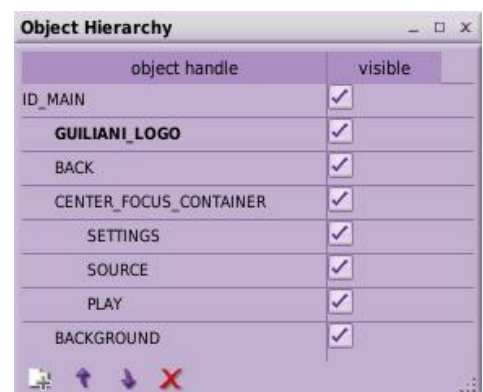 Object Hierarchy
object handle visible
ID_MAIN
GUILIANI_LOGO
BACK
CENTER_FOCUS_CONTAINER
SETTINGS
SOURCE
PLAY
BACKGROUND